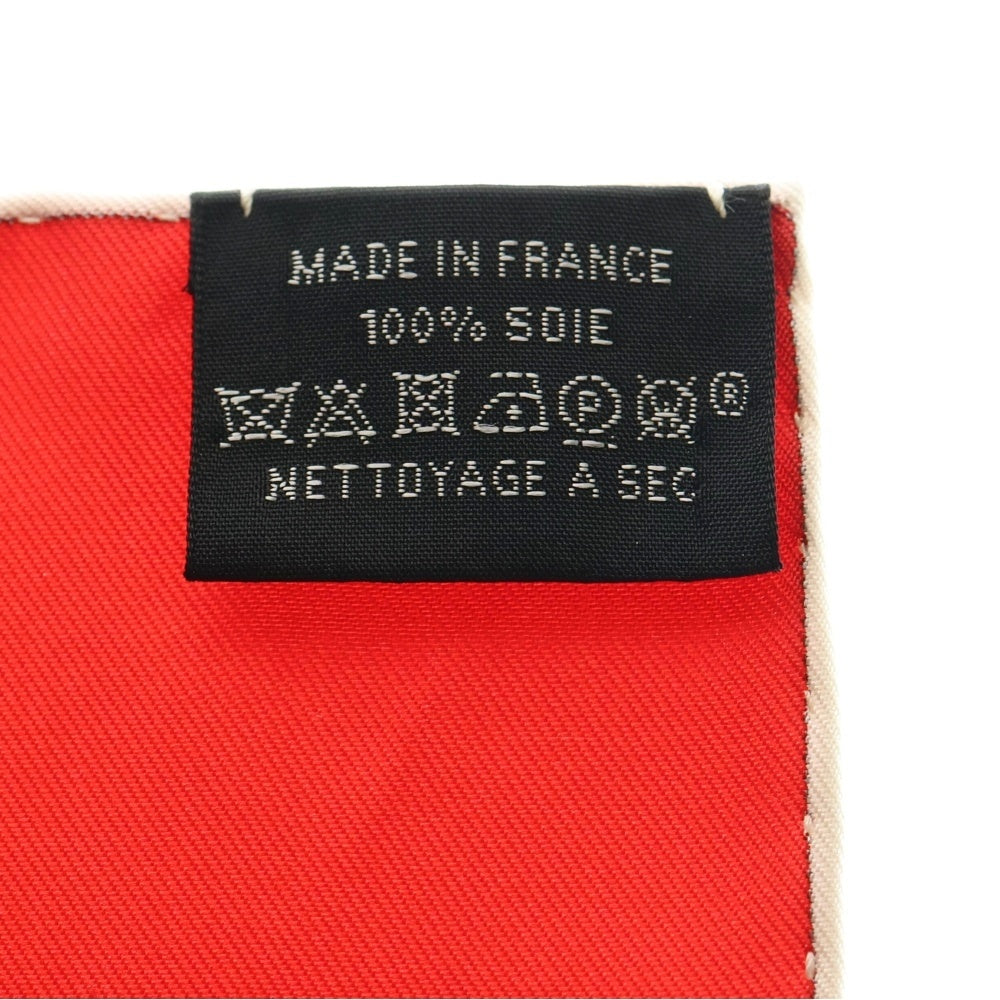 MADE IN FRANCE
100% SOIE
P W ®
NETTOYAGE A SEC